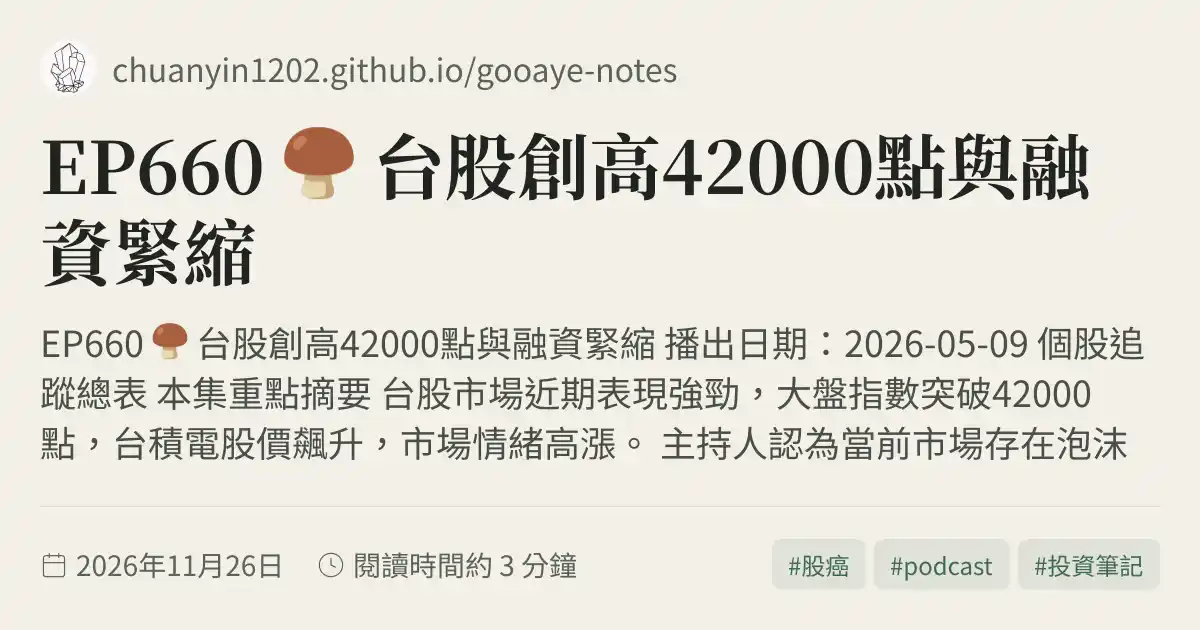 chuanyin1202.github.io/gooaye-notes
EP660🍄台股創高42000點與融
資緊縮
EP660🍄台股創高42000點與融資緊縮 播出日期：2026-05-09 個股追
蹤總表 本集重點摘要 台股市場近期表現強勁，大盤指數突破42000
點，台積電股價飆升，市場情緒高漲。 主持人認為當前市場存在泡沫
2026年11月26日
閱讀時間約 3 分鐘
#股癌
#podcast
#投資筆記